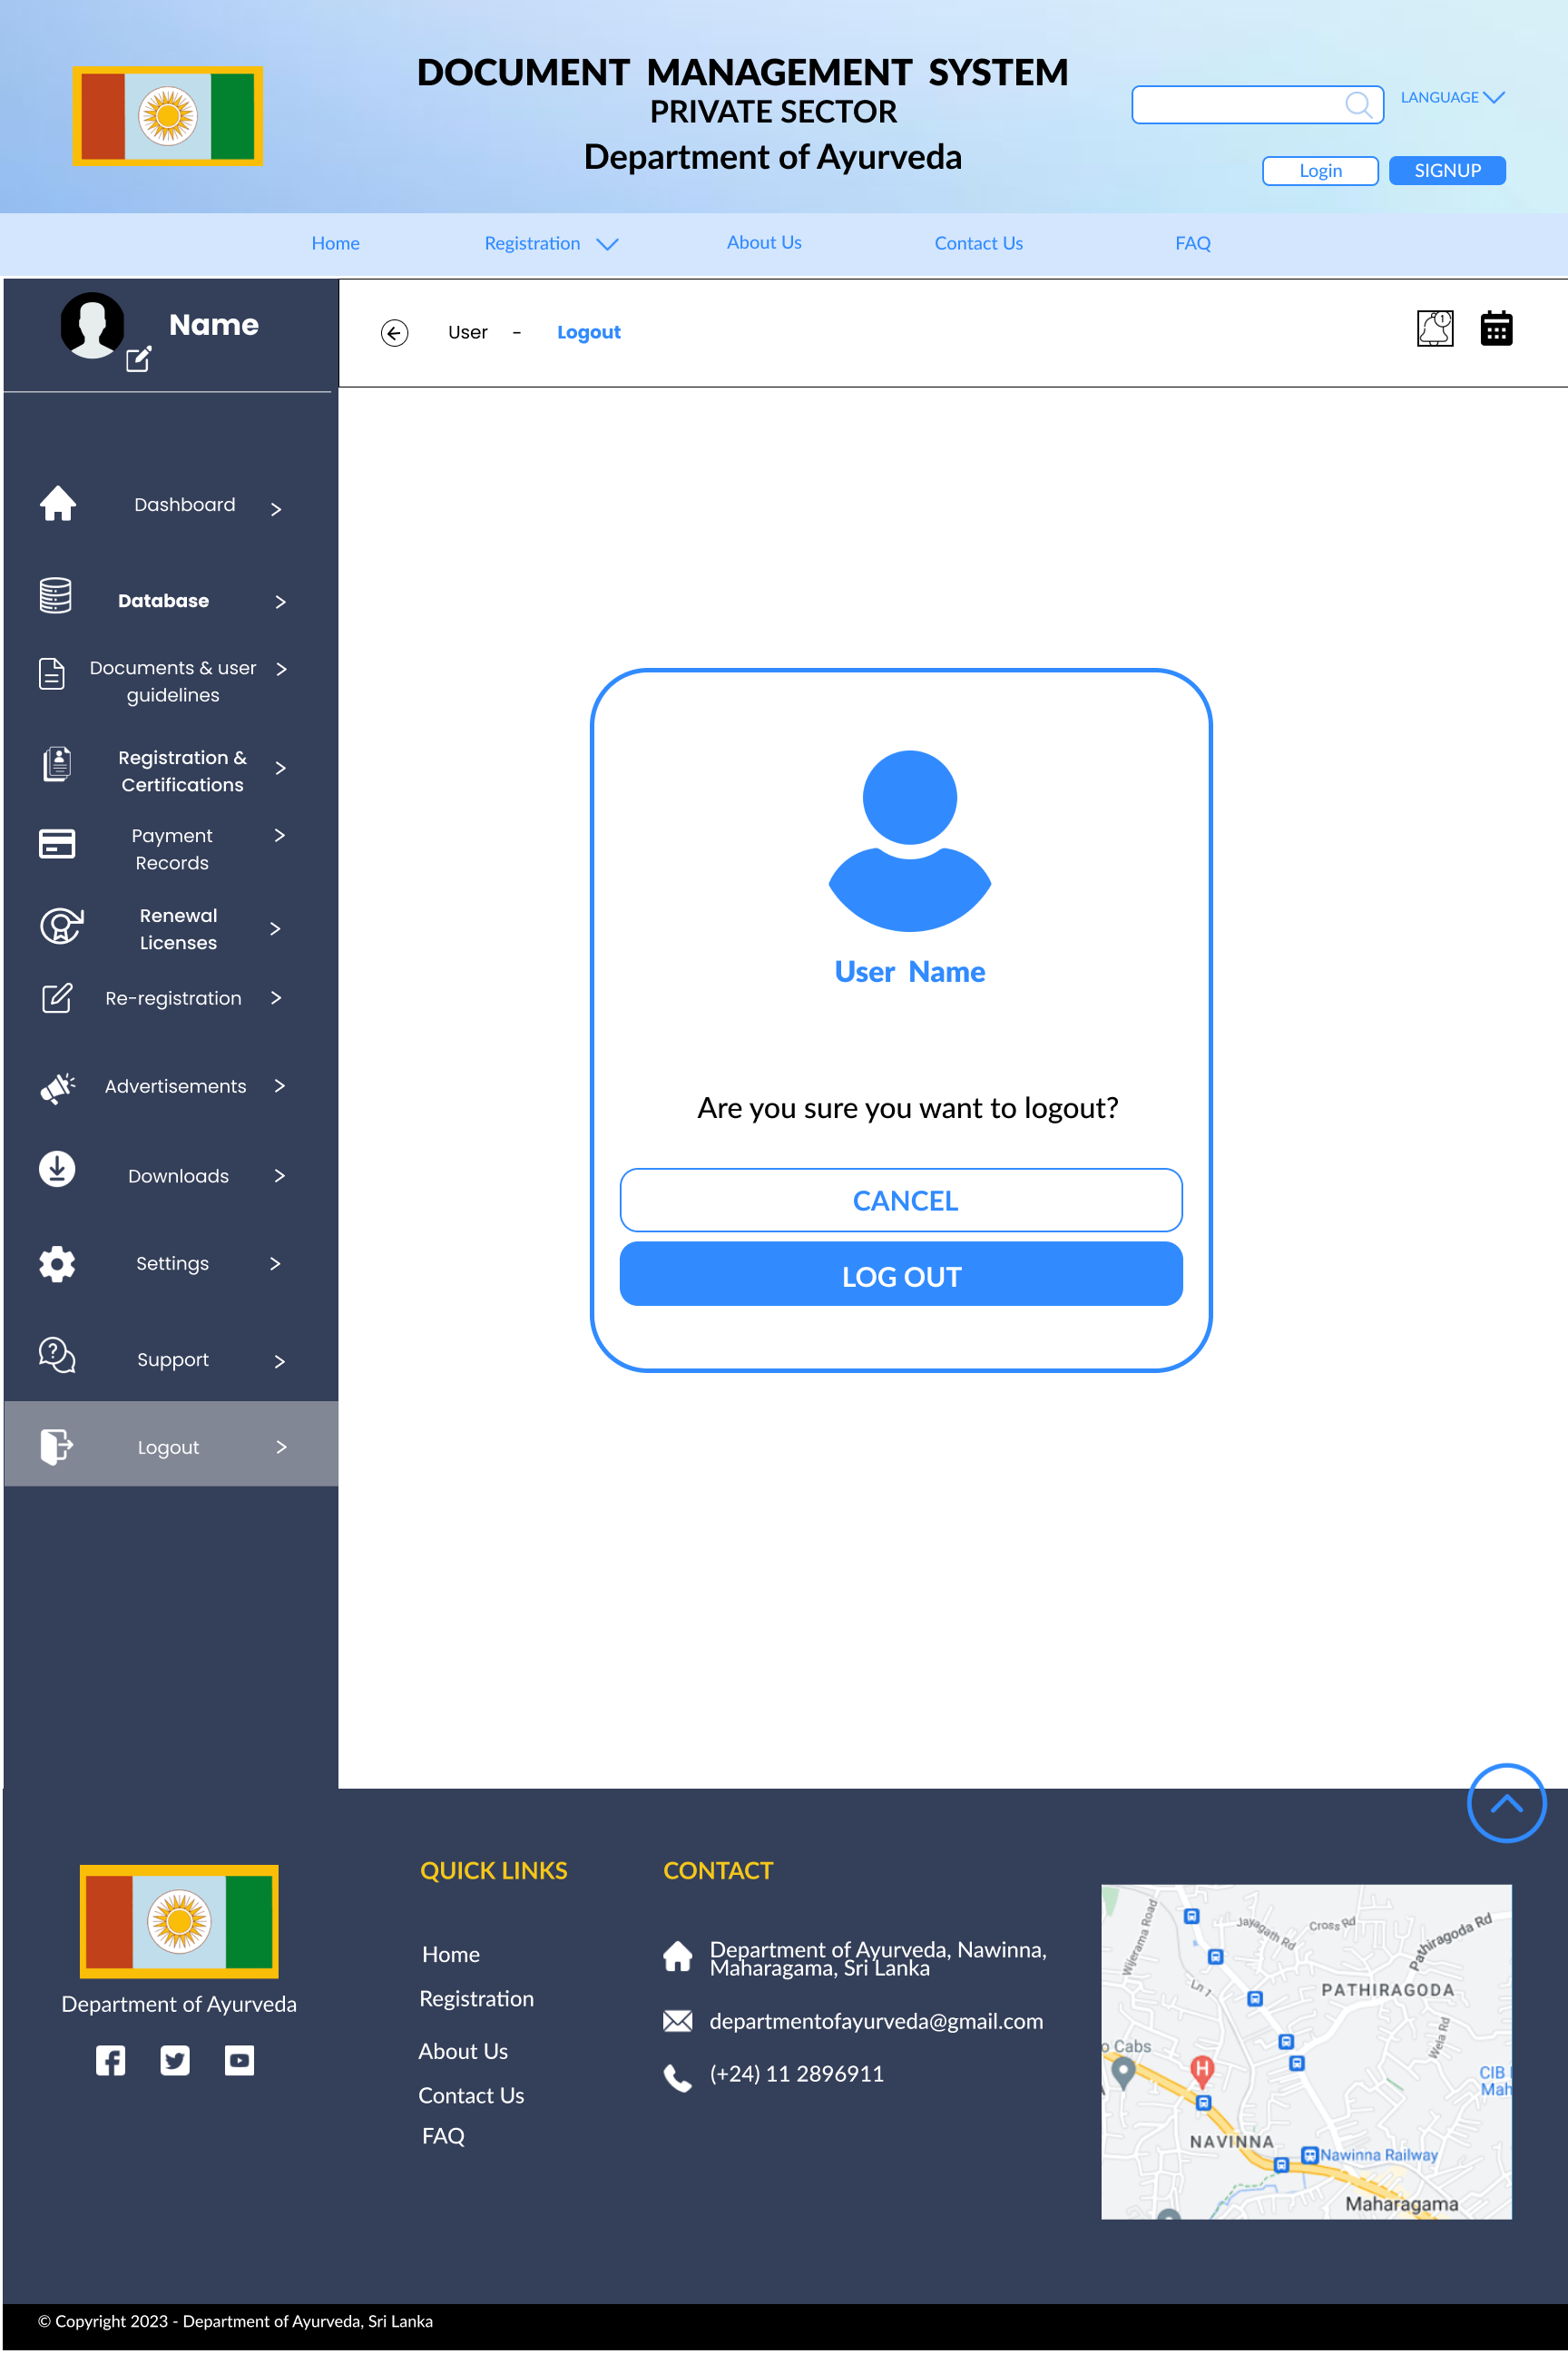 DOCUMENT MANAGEMENT SYSTEM
PRIVATE SECTOR
Department of Ayurveda
LANGUAGE
Login
SIGNUP
Home
Registration
About Us
Contact Us
FAQ
Name
User - Logout
1
Dashboard >
Database >
Documents & user >
guidelines
Registration &
Certifications >
Payment >
Records
Renewal
Licenses >
Re-registration >
Advertisements >
Downloads >
Settings >
Support >
Logout >
User Name
Are you sure you want to logout?
CANCEL
LOG OUT
Department of Ayurveda
QUICK LINKS
Home
Registration
About Us
Contact Us
FAQ
CONTACT
Department of Ayurveda, Nawinna,
Maharagama, Sri Lanka
departmentofayurveda@gmail.com
(+24) 11 2896911
Wijerama Road
Jayagath Rd
Cross Rd
Pathiragoda Rd
Ln 1
PATHIRAGODA
Wela Rd
o Cabs
H
CIB
Mah
NAVINNA
Nawinna Railway
Maharagama
© Copyright 2023 - Department of Ayurveda, Sri Lanka